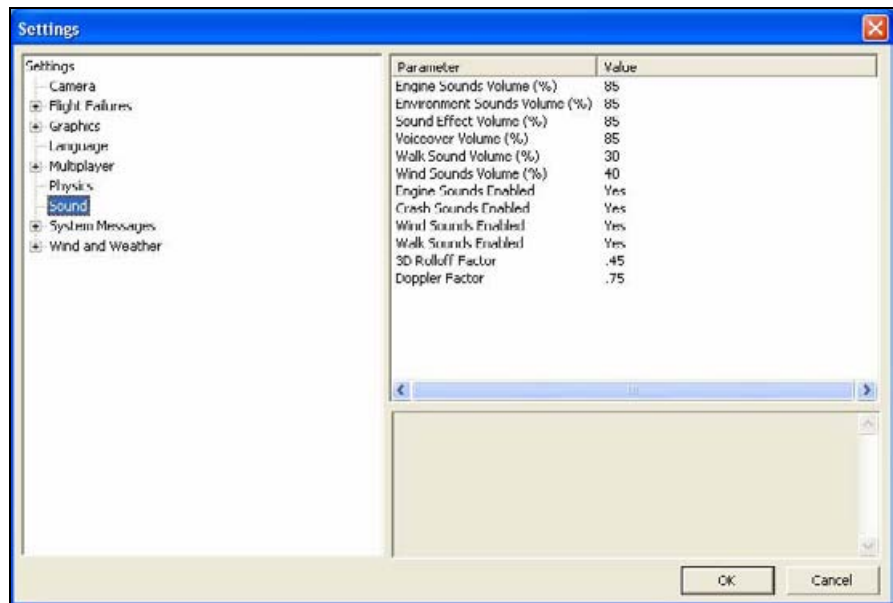 Settings
Settings
Camera
Flight Failures
Graphics
Language
Multiplayer
Physics
Sound
System Messages
Wind and Weather
Parameter Value
Engine Sounds Volume (%) 85
Environment Sounds Volume (%) 85
Sound Effect Volume (%) 85
Voiceover Volume (%) 85
Walk Sound Volume (%) 30
Wind Sounds Volume (%) 40
Engine Sounds Enabled Yes
Crash Sounds Enabled Yes
Wind Sounds Enabled Yes
Walk Sounds Enabled Yes
3D Rolloff Factor .45
Doppler Factor .75
OK Cancel